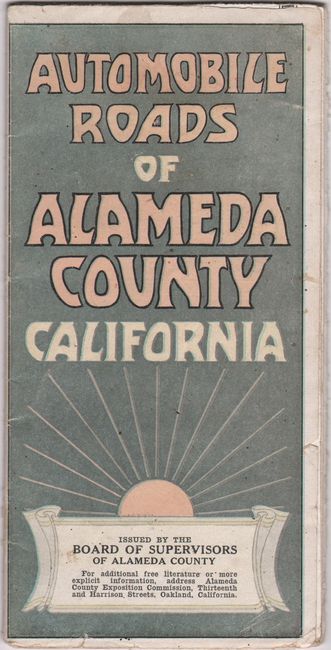 AUTOMOBILE
ROADS
OF
ALAMEDA
COUNTY
CALIFORNIA
ISSUED BY THE
BOARD OF SUPERVISORS
OF ALAMEDA COUNTY
For additional free literature or more
explicit information, address Alameda
County Exposition Commission, Thirteenth
and Harrison Streets, Oakland, California.